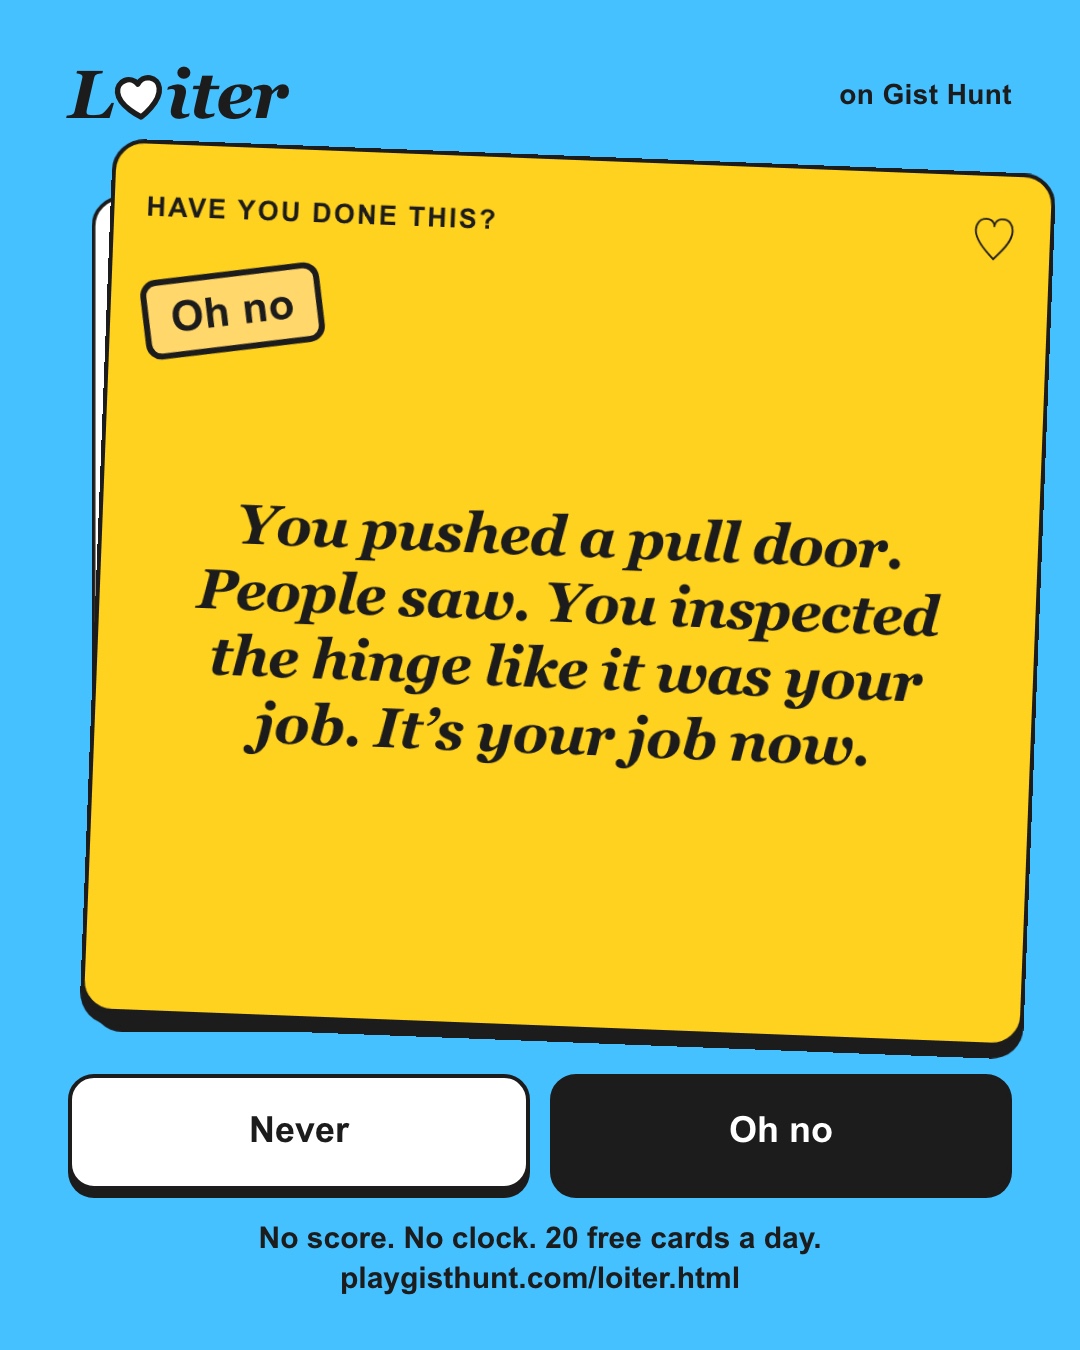 Loiter
on Gist Hunt
HAVE YOU DONE THIS?
Oh no
You pushed a pull door.
People saw. You inspected
the hinge like it was your
job. It’s your job now.
Never
Oh no
No score. No clock. 20 free cards a day.
playgisthunt.com/loiter.html